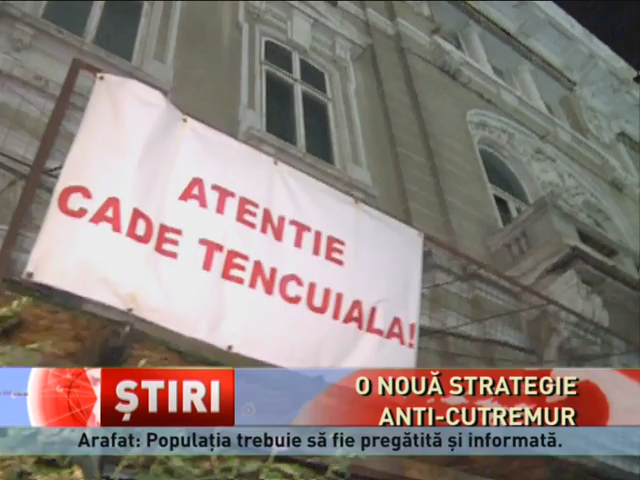 ATENTIE
CADE TENCUIALA!
ȘTIRI
O NOUĂ STRATEGIE
ANTI-CUTREMUR
Arafat: Populația trebuie să fie pregătită și informată.